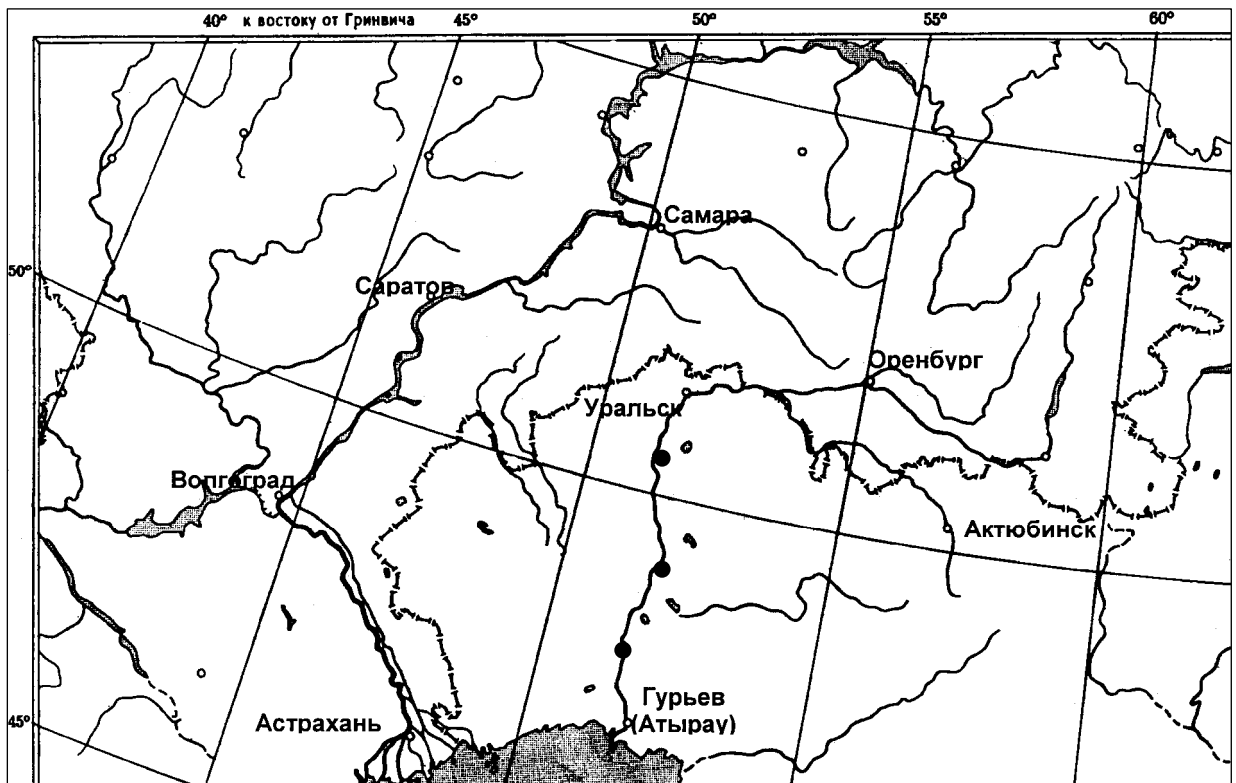 40° к востоку от Гринвича 45° 50° 55° 60°
Самара
50°
Саратов
Оренбург
Уральск
Волгоград
Актюбинск
Гурьев
(Атырау)
Астрахань
45°